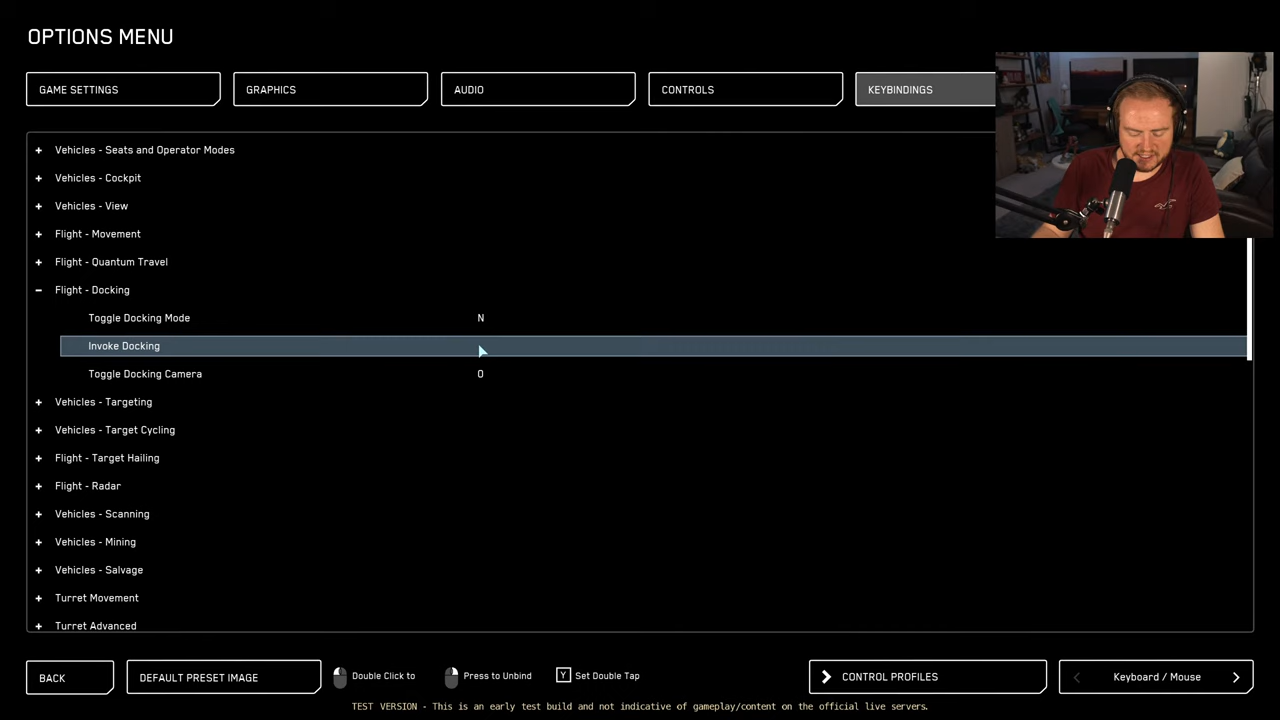 OPTIONS MENU
GAME SETTINGS
GRAPHICS
AUDIO
CONTROLS
KEYBINDINGS
+ Vehicles - Seats and Operator Modes
+ Vehicles - Cockpit
+ Vehicles - View
+ Flight - Movement
+ Flight - Quantum Travel
- Flight - Docking
Toggle Docking Mode N
Invoke Docking
Toggle Docking Camera O
+ Vehicles - Targeting
+ Vehicles - Target Cycling
+ Flight - Target Hailing
+ Flight - Radar
+ Vehicles - Scanning
+ Vehicles - Mining
+ Vehicles - Salvage
+ Turret Movement
+ Turret Advanced
BACK
DEFAULT PRESET IMAGE
Double Click to
Press to Unbind
Y Set Double Tap
CONTROL PROFILES
Keyboard / Mouse
TEST VERSION - This is an early test build and not indicative of gameplay/content on the official live servers.